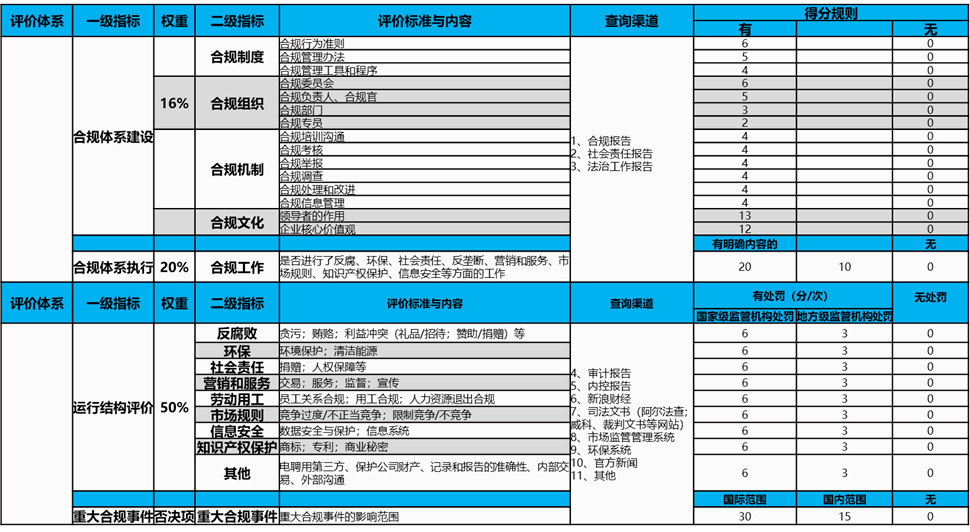 评价体系 一级指标 权重 二级指标 评价标准与内容 查询渠道 得分规则
有 无
合规体系建设 16% 合规制度 合规行为准则 6 0
合规管理办法 5 0
合规管理工具和程序 4 0
合规组织 合规委员会 6 0
合规负责人、合规官 5 0
合规部门 3 0
合规专员 2 0
合规机制 合规培训沟通 4 0
合规考核 4 0
合规举报 4 0
合规调查 4 0
合规处理和改进 4 0
合规信息管理 4 0
合规文化 领导者的作用 13 0
企业核心价值观 12 0
1、合规报告
2、社会责任报告
3、法治工作报告
有明确内容的 无
合规体系执行 20% 合规工作 是否进行了反腐、环保、社会责任、反垄断、营销和服务、市
场规则、知识产权保护、信息安全等方面的工作 20 10 0
评价体系 一级指标 权重 二级指标 评价标准与内容 查询渠道 有处罚（分/次） 无处罚
国家级监管机构处罚 地方级监管机构处罚
运行结构评价 50% 反腐败 贪污；贿赂；利益冲突（礼品/招待；赞助/捐赠）等 6 3 0
环保 环境保护；清洁能源 6 3 0
社会责任 捐赠；人权保障等 6 3 0
营销和服务 交易；服务；监督；宣传 6 3 0
劳动用工 员工关系合规；用工合规；人力资源退出合规 6 3 0
市场规则 竞争过度/不正当竞争；限制竞争/不竞争 6 3 0
信息安全 数据安全与保护；信息系统 6 3 0
知识产权保护 商标；专利；商业秘密 6 3 0
其他 电聘用第三方、保护公司财产、记录和报告的准确性、内部交
易、外部沟通 6 3 0
4、审计报告
5、内控报告
6、新浪财经
7、司法文书（阿尔法查；
威科、裁判文书等网站）
8、市场监管管理系统
9、环保系统
10、官方新闻
11、其他
国际范围 国内范围 无
重大合规事件 否决项 重大合规事件 重大合规事件的影响范围 30 15 0